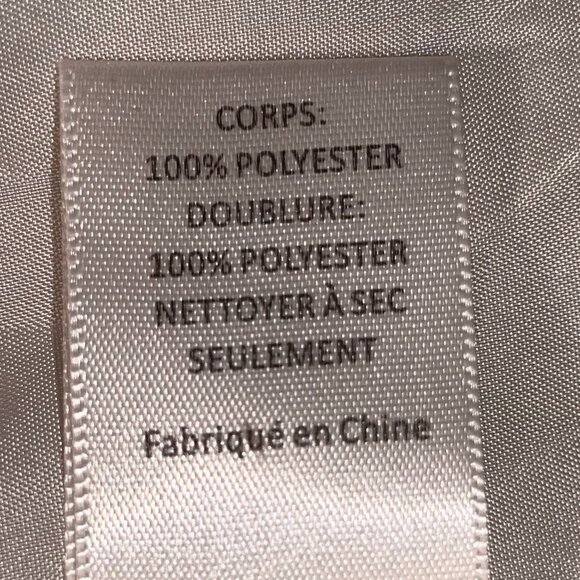 CORPS:
100% POLYESTER
DOUBLURE:
100% POLYESTER
NETTOYER À SEC
SEULEMENT
Fabriqué en Chine